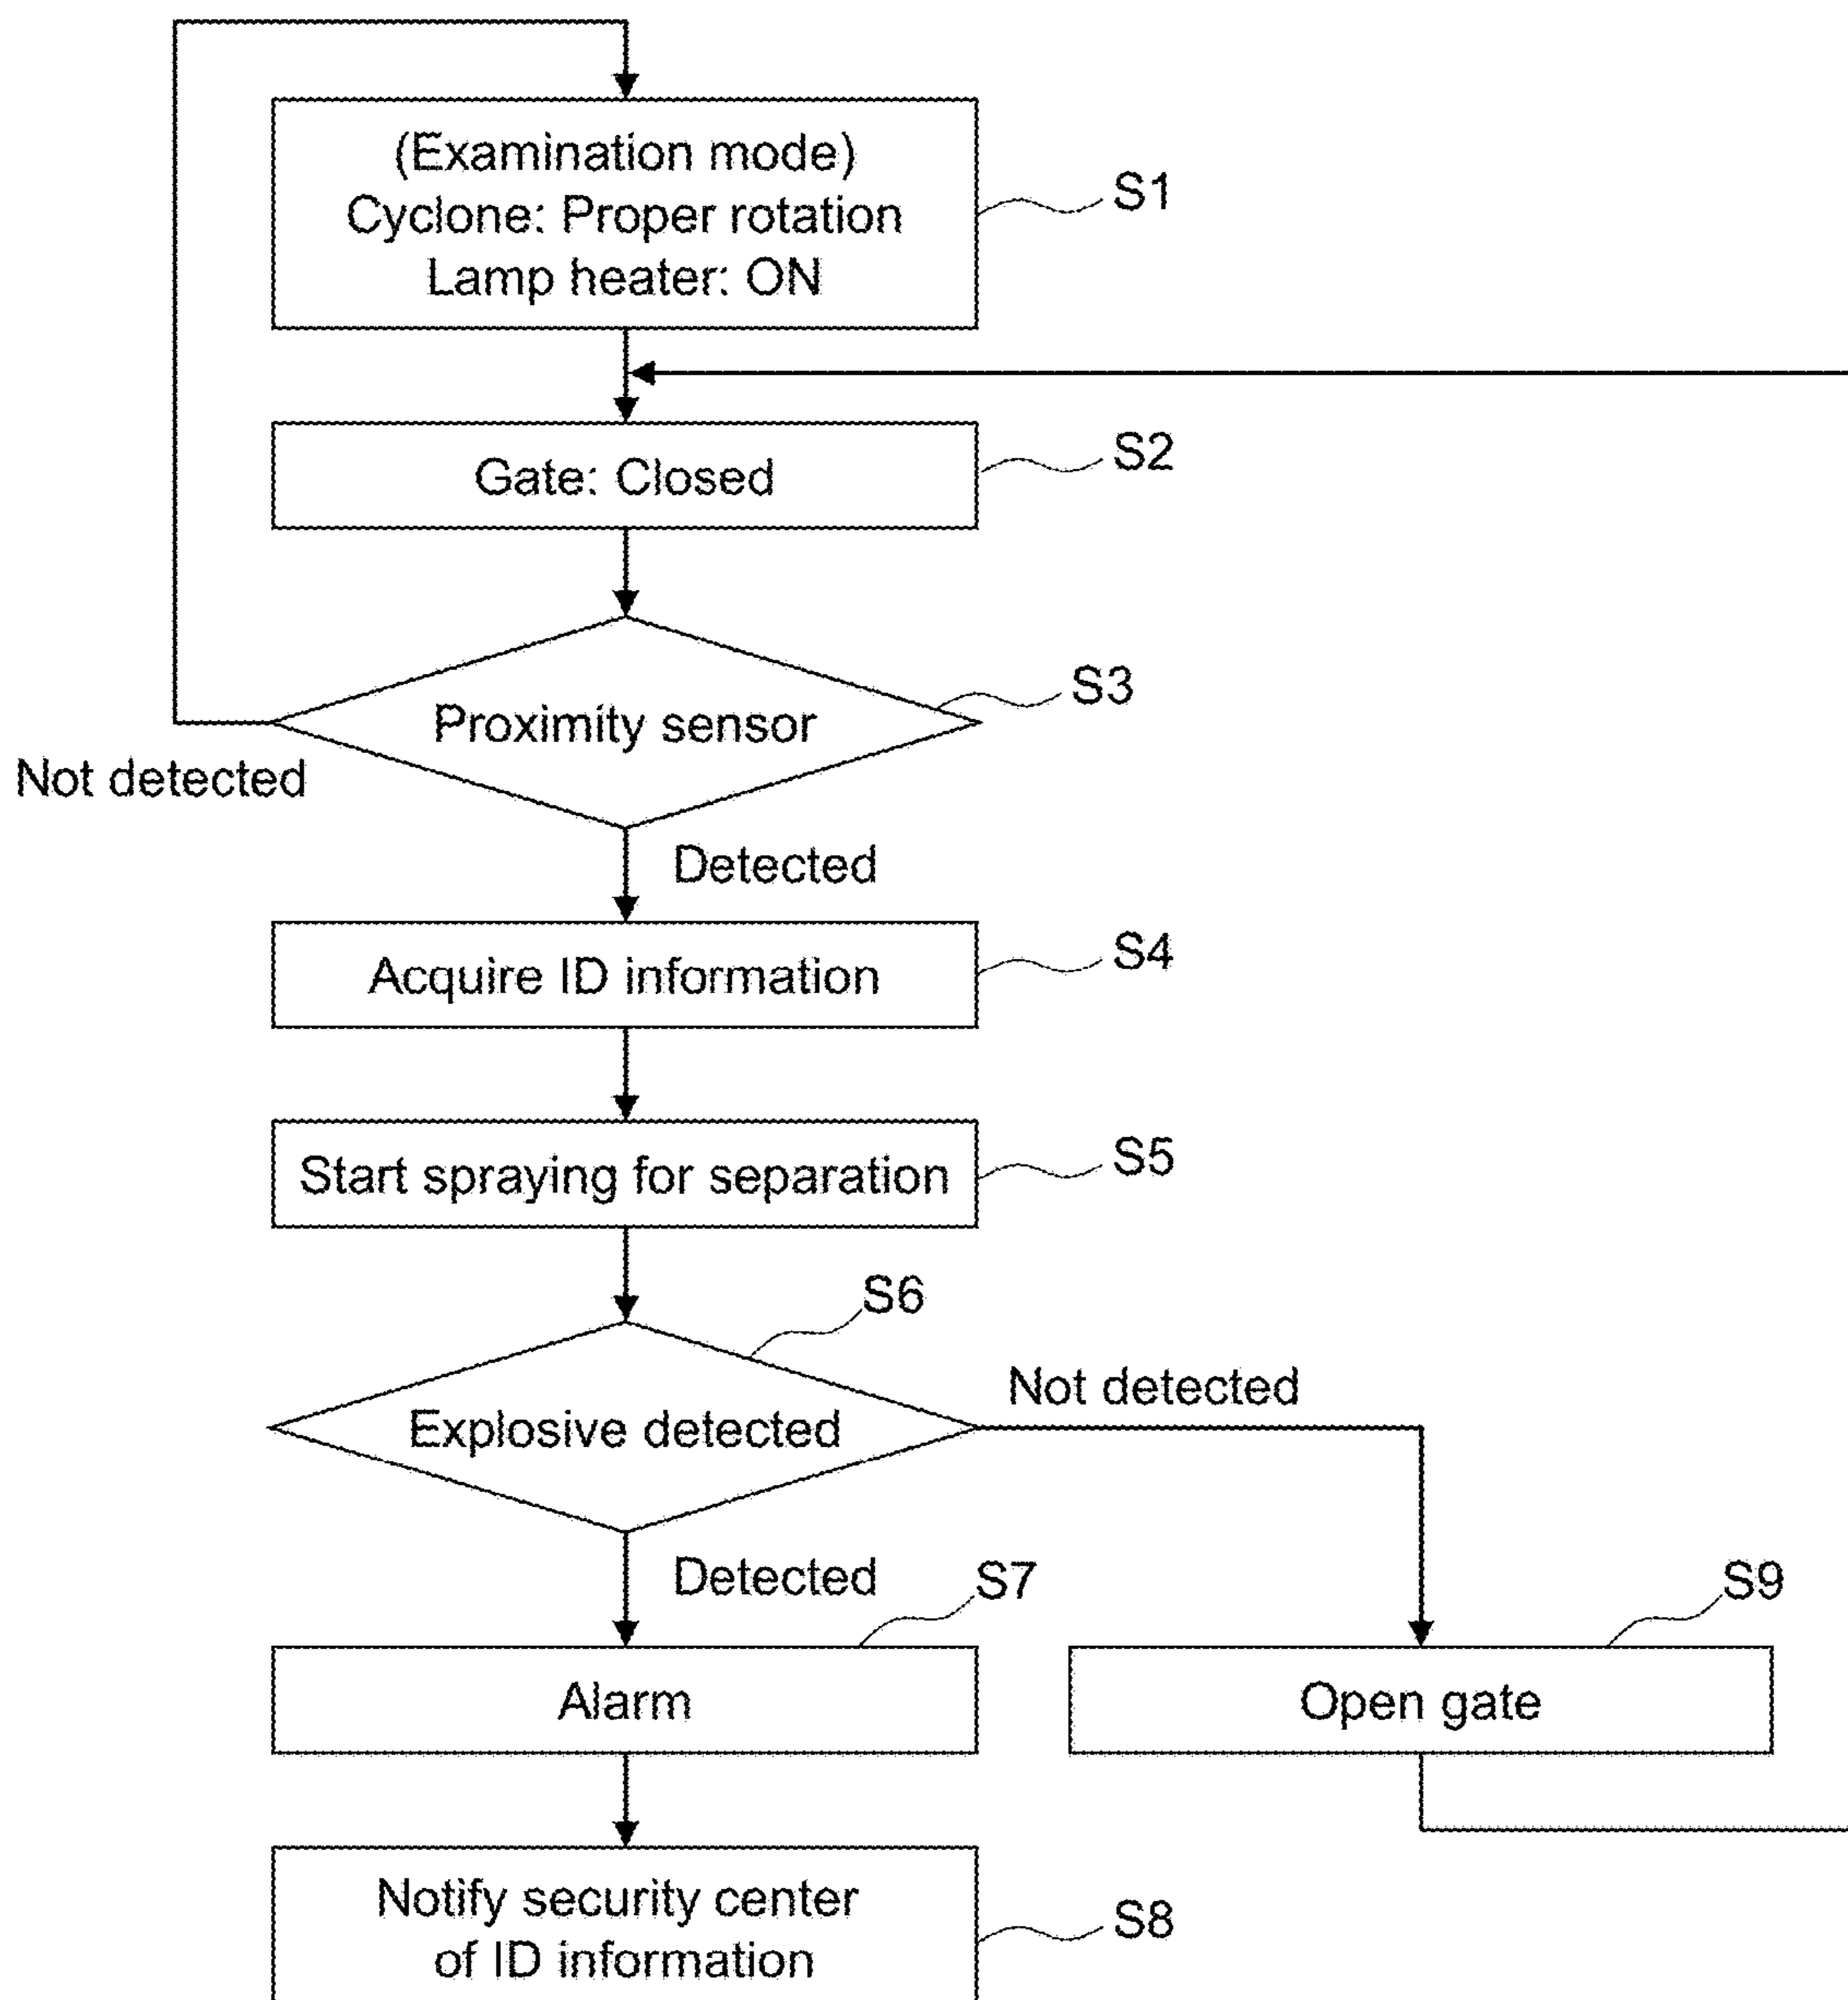 (Examination mode)
Cyclone: Proper rotation
Lamp heater: ON
S1
Gate: Closed
S2
Proximity sensor
S3
Not detected
Detected
Acquire ID information
S4
Start spraying for separation
S5
S6
Explosive detected
Not detected
Detected
S7
Alarm
S9
Open gate
Notify security center
of ID information
S8